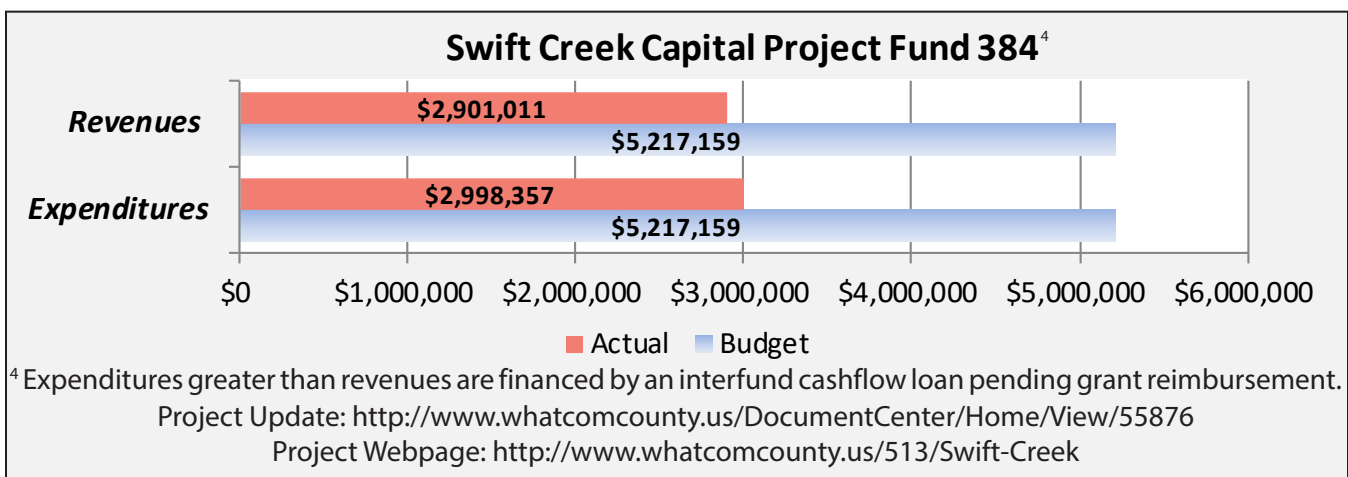 Swift Creek Capital Project Fund 384⁴
Revenues
$2,901,011
$5,217,159
Expenditures
$2,998,357
$5,217,159
$0 $1,000,000 $2,000,000 $3,000,000 $4,000,000 $5,000,000 $6,000,000
Actual Budget
⁴ Expenditures greater than revenues are financed by an interfund cashflow loan pending grant reimbursement.
Project Update: http://www.whatcomcounty.us/DocumentCenter/Home/View/55876
Project Webpage: http://www.whatcomcounty.us/513/Swift-Creek